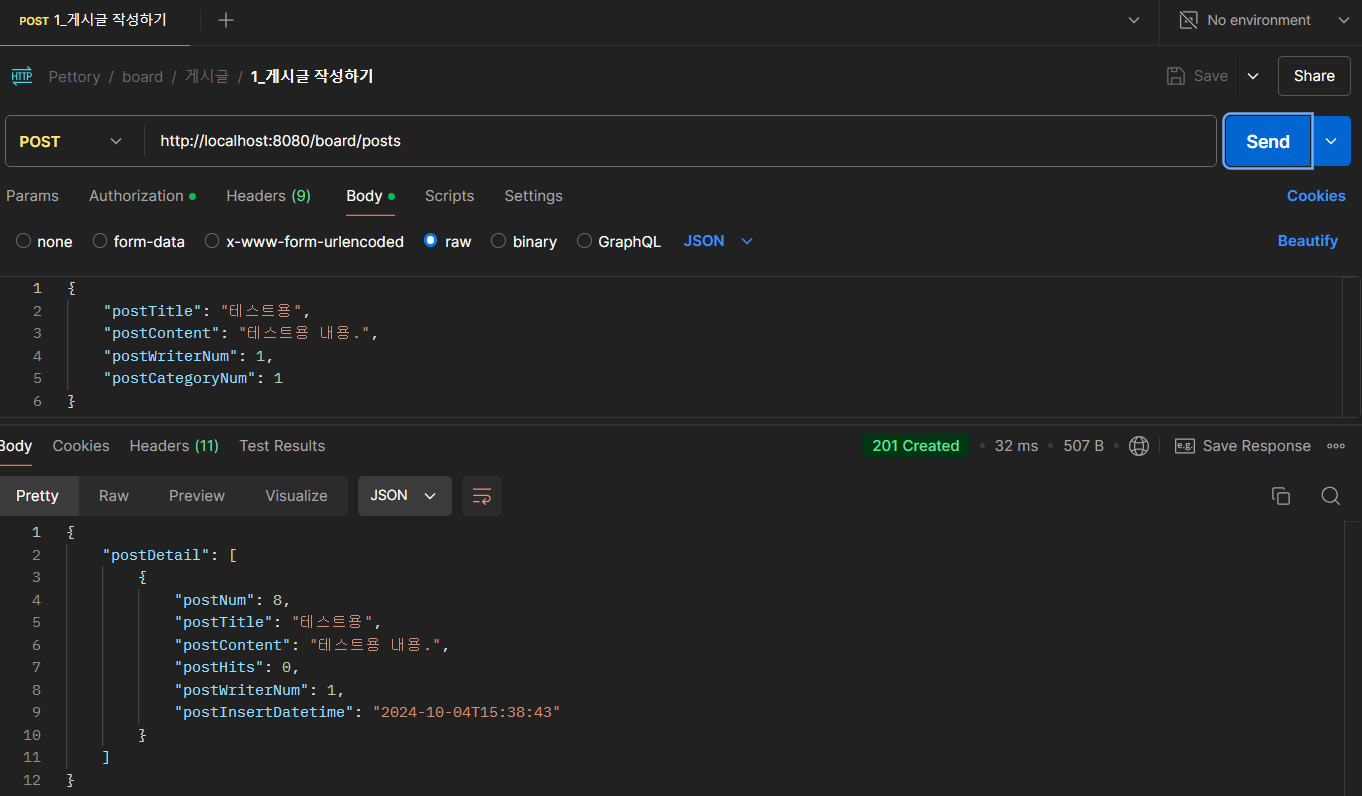 POST 1_게시글 작성하기
No environment
HTTP Pettory / board / 게시글 / 1_게시글 작성하기
Save
Share
POST
http://localhost:8080/board/posts
Send
Params Authorization Headers (9) Body Scripts Settings Cookies
none form-data x-www-form-urlencoded raw binary GraphQL JSON Beautify
1 {
2 "postTitle": "테스트용",
3 "postContent": "테스트용 내용.",
4 "postWriterNum": 1,
5 "postCategoryNum": 1
6 }
Body Cookies Headers (11) Test Results 201 Created • 32 ms • 507 B • e.g. Save Response
Pretty Raw Preview Visualize JSON
1 {
2 "postDetail": [
3 {
4 "postNum": 8,
5 "postTitle": "테스트용",
6 "postContent": "테스트용 내용.",
7 "postHits": 0,
8 "postWriterNum": 1,
9 "postInsertDatetime": "2024-10-04T15:38:43"
10 }
11 ]
12 }